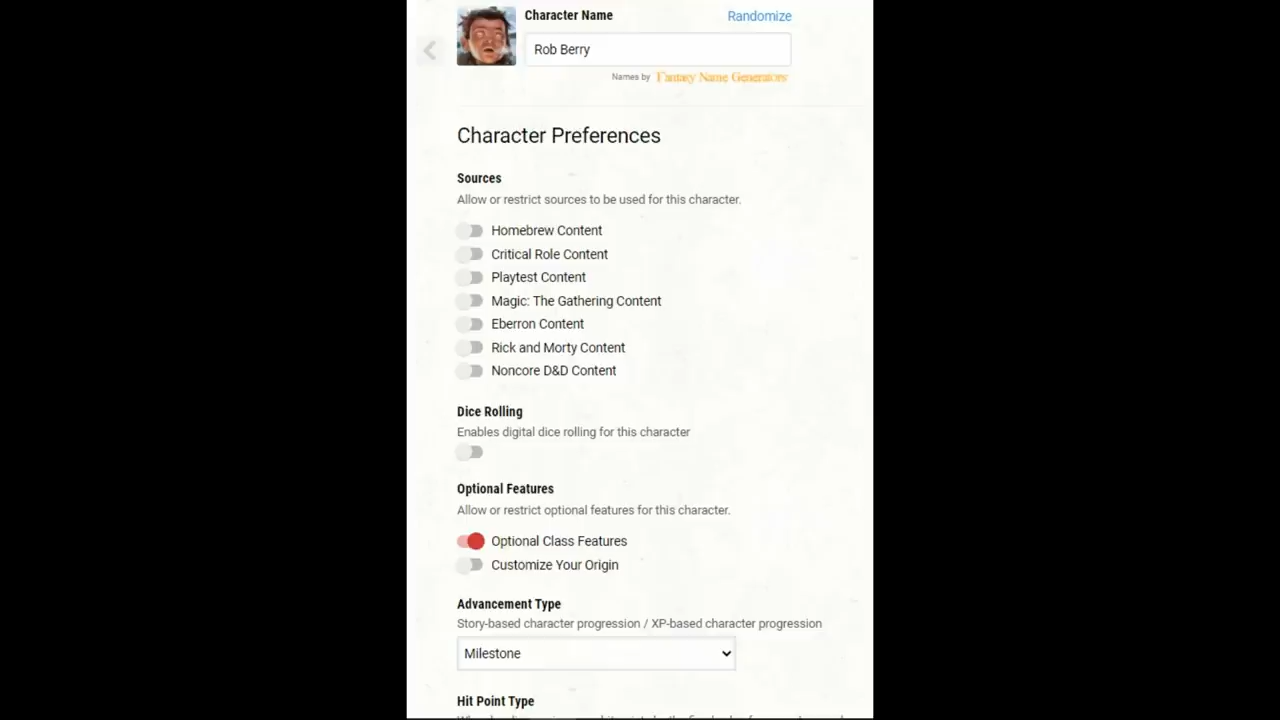 Character Name
Randomize
Rob Berry
Names by Fantasy Name Generators
Character Preferences
Sources
Allow or restrict sources to be used for this character.
Homebrew Content
Critical Role Content
Playtest Content
Magic: The Gathering Content
Eberron Content
Rick and Morty Content
Noncore D&D Content
Dice Rolling
Enables digital dice rolling for this character
Optional Features
Allow or restrict optional features for this character.
Optional Class Features
Customize Your Origin
Advancement Type
Story-based character progression / XP-based character progression
Milestone
Hit Point Type